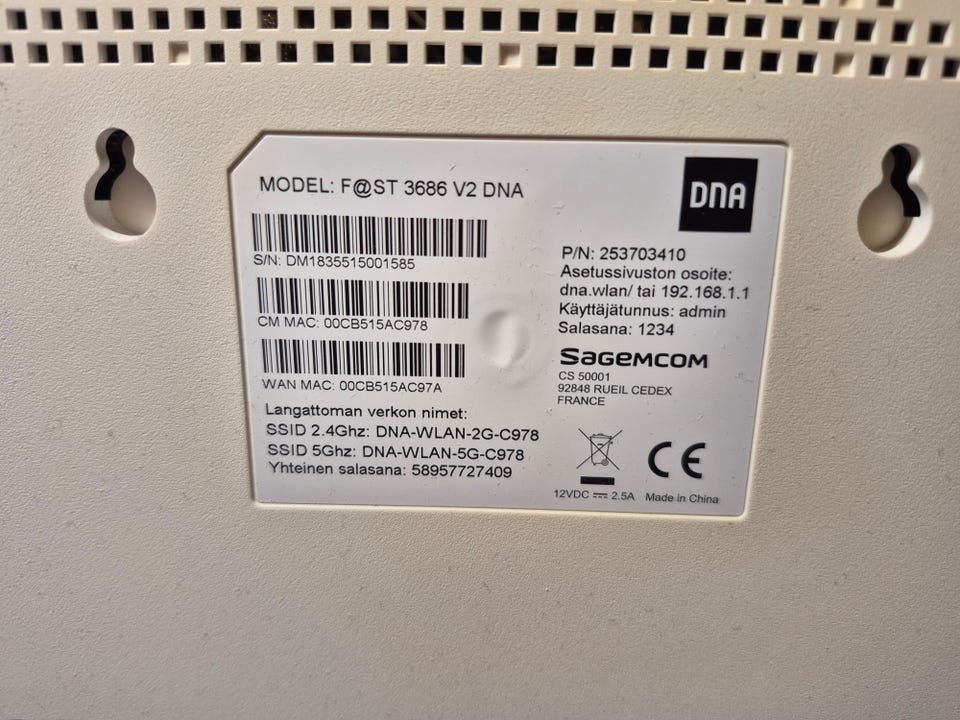 MODEL: F@ST 3686 V2 DNA
DNA
S/N: DM1835515001585
CM MAC: 00CB515AC978
WAN MAC: 00CB515AC97A
Langattoman verkon nimet:
SSID 2.4Ghz: DNA-WLAN-2G-C978
SSID 5Ghz: DNA-WLAN-5G-C978
Yhteinen salasana: 58957727409
P/N: 253703410
Asetussivuston osoite:
dna.wlan/ tai 192.168.1.1
Käyttäjätunnus: admin
Salasana: 1234
SAGEMCOM
CS 50001
92848 RUEIL CEDEX
FRANCE
CE
12VDC ⎓ 2.5A Made in China